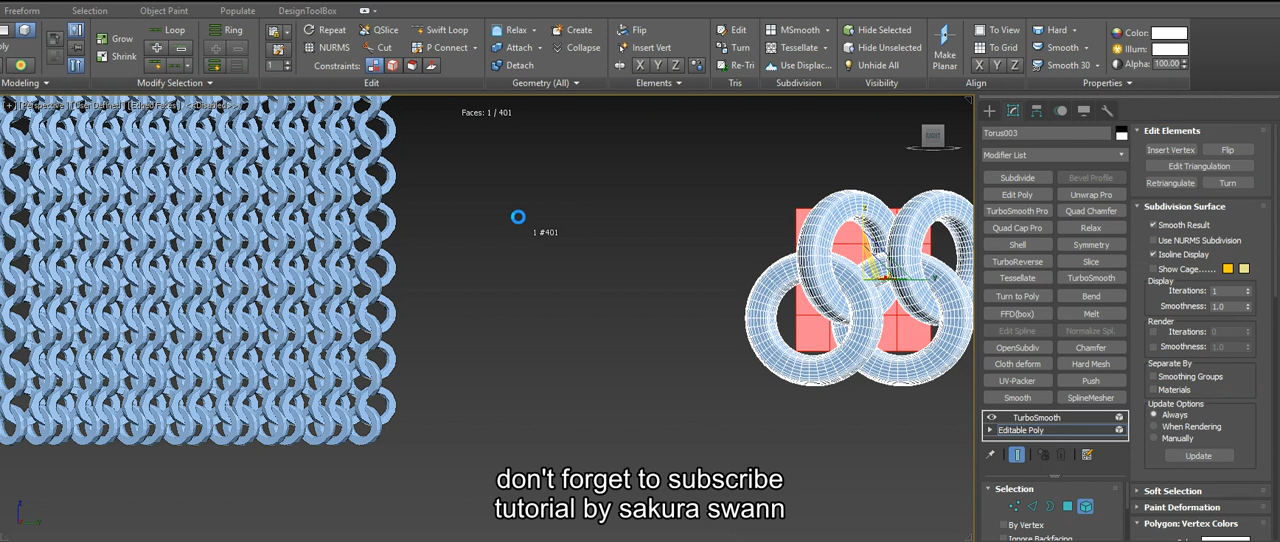 Freeform Selection Object Paint Populate DesignToolBox
Grow Loop Ring Repeat QSlice Swift Loop Relax Create Flip Edit MSmooth Hide Selected To View Hard Color:
Shrink NURMS Cut P Connect Attach Collapse Insert Vert Turn Tessellate Hide Unselected Make Planar To Grid Smooth Illum:
1 Constraints: Detach X Y Z Re-Tri Use Displac... Unhide All X Y Z Smooth 30 Alpha: 100.00
Modeling Modify Selection Edit Geometry (All) Elements Tris Subdivision Visibility Align Properties
Faces: 1 / 401
1 #401
RIGHT
Torus003
Modifier List
Subdivide Bevel Profile
Edit Poly Unwrap Pro
TurboSmooth Pro Quad Chamfer
Quad Cap Pro Relax
Shell Symmetry
TurboReverse Slice
Tessellate TurboSmooth
Turn to Poly Bend
FFD(box) Melt
Edit Spline Normalize Spl.
OpenSubdiv Chamfer
Cloth deform Hard Mesh
UV-Packer Push
Smooth SplineMesher
TurboSmooth
Editable Poly
Selection
By Vertex
Ignore Backfacing
Edit Elements
Insert Vertex Flip
Edit Triangulation
Retriangulate Turn
Subdivision Surface
Smooth Result
Use NURMS Subdivision
Isoline Display
Show Cage......
Display
Iterations: 1
Smoothness: 1.0
Render
Iterations: 0
Smoothness: 1.0
Separate By
Smoothing Groups
Materials
Update Options
Always
When Rendering
Manually
Update
Soft Selection
Paint Deformation
Polygon: Vertex Colors
don't forget to subscribe
tutorial by sakura swann